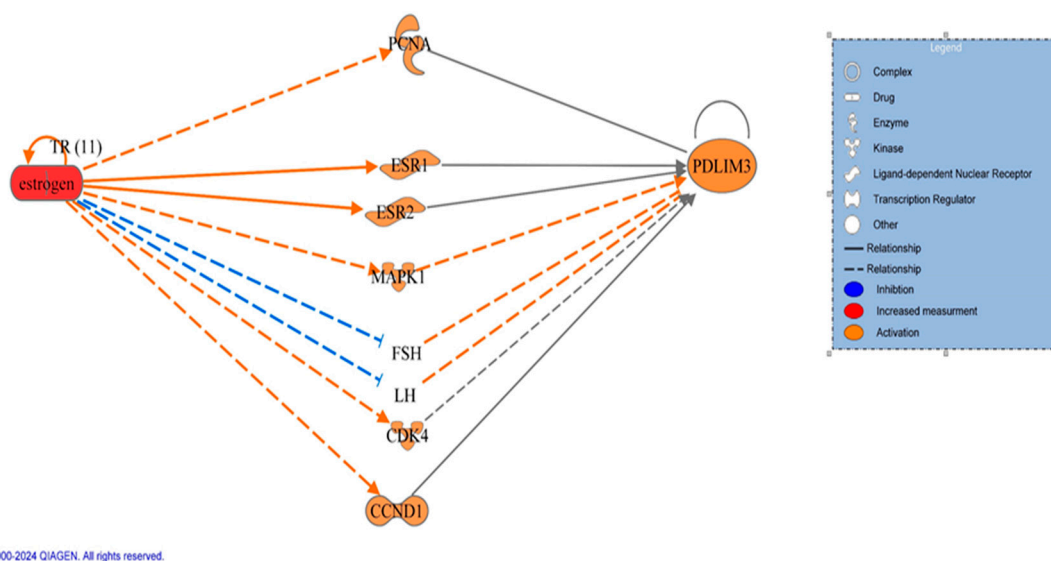 PCNA
TR (11)
estrogen
ESR1
ESR2
MAPK1
FSH
LH
CDK4
CCND1
PDLIM3
Legend
Complex
Drug
Enzyme
Kinase
Ligand-dependent Nuclear Receptor
Transcription Regulator
Other
Relationship
Relationship
Inhibtion
Increased measurment
Activation
00-2024 QIAGEN. All rights reserved.